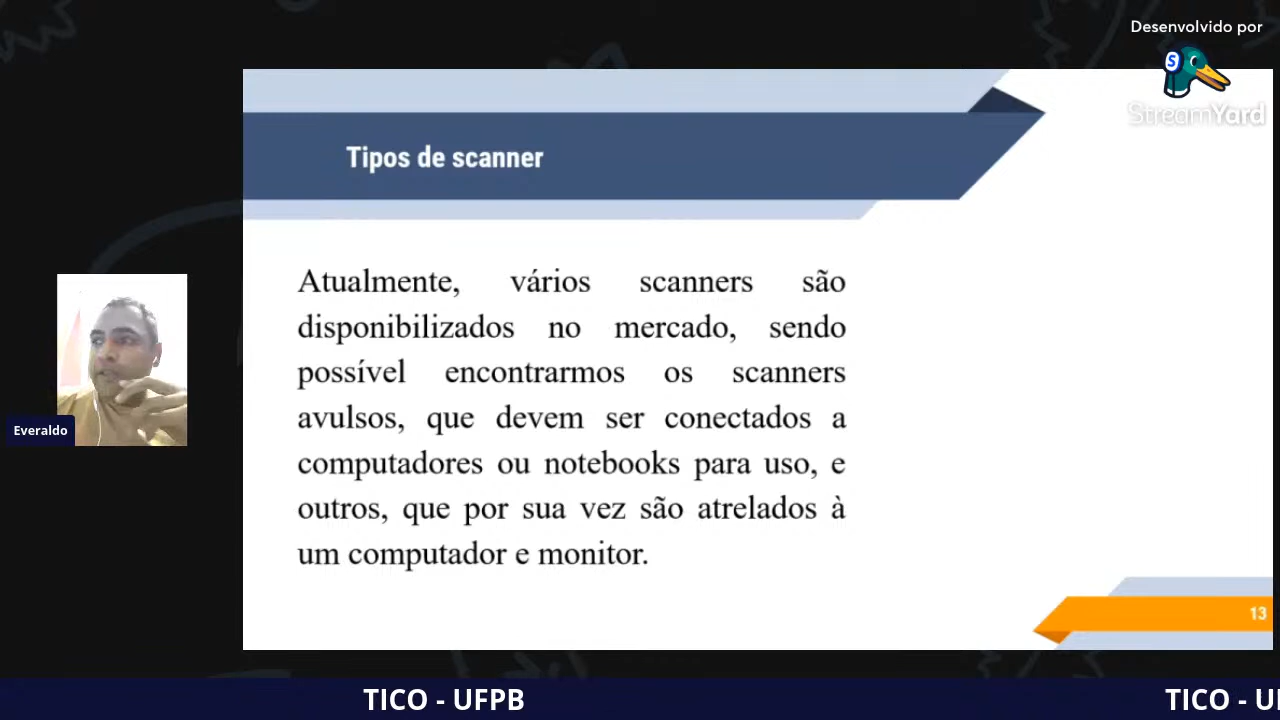 Desenvolvido por
StreamYard
Tipos de scanner
Atualmente, vários scanners são
disponibilizados no mercado, sendo
possível encontrarmos os scanners
avulsos, que devem ser conectados a
computadores ou notebooks para uso, e
outros, que por sua vez são atrelados à
um computador e monitor.
Everaldo
13
TICO - UFPB
TICO - U